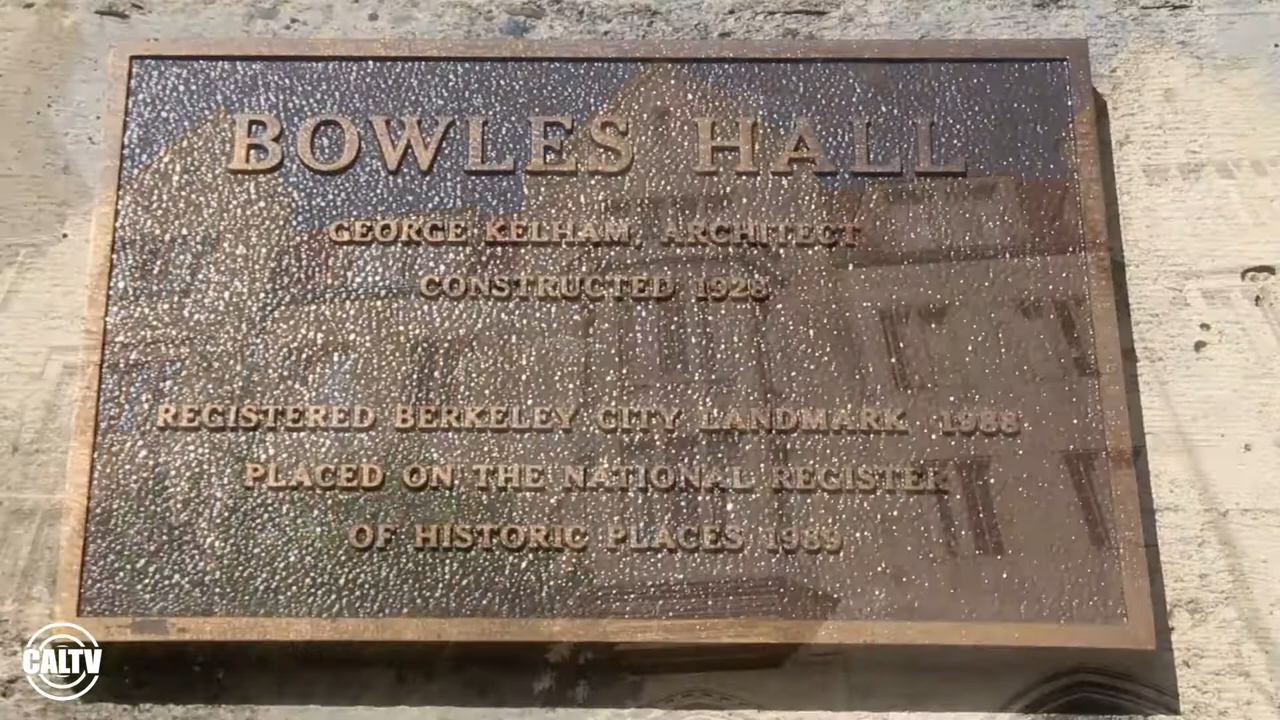 BOWLES HALL
GEORGE KELHAM, ARCHITECT
CONSTRUCTED 1928
REGISTERED BERKELEY CITY LANDMARK 1988
PLACED ON THE NATIONAL REGISTER
OF HISTORIC PLACES 1989
CALTV